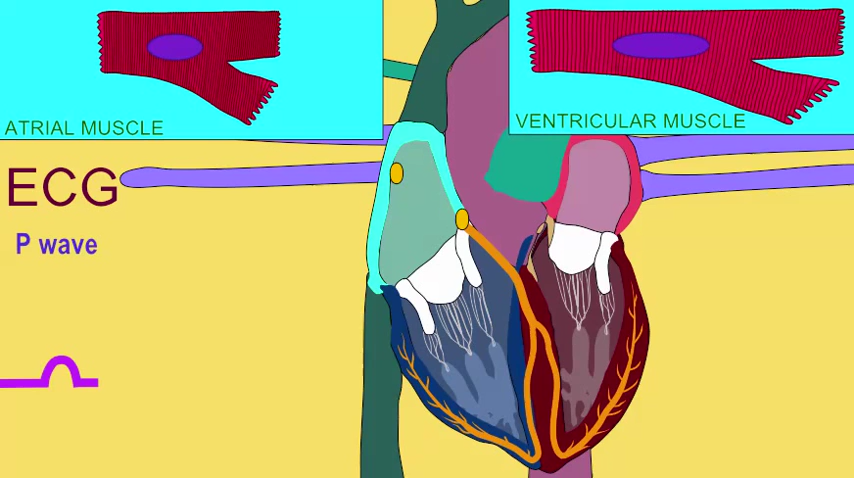 ATRIAL MUSCLE
VENTRICULAR MUSCLE
ECG
P wave